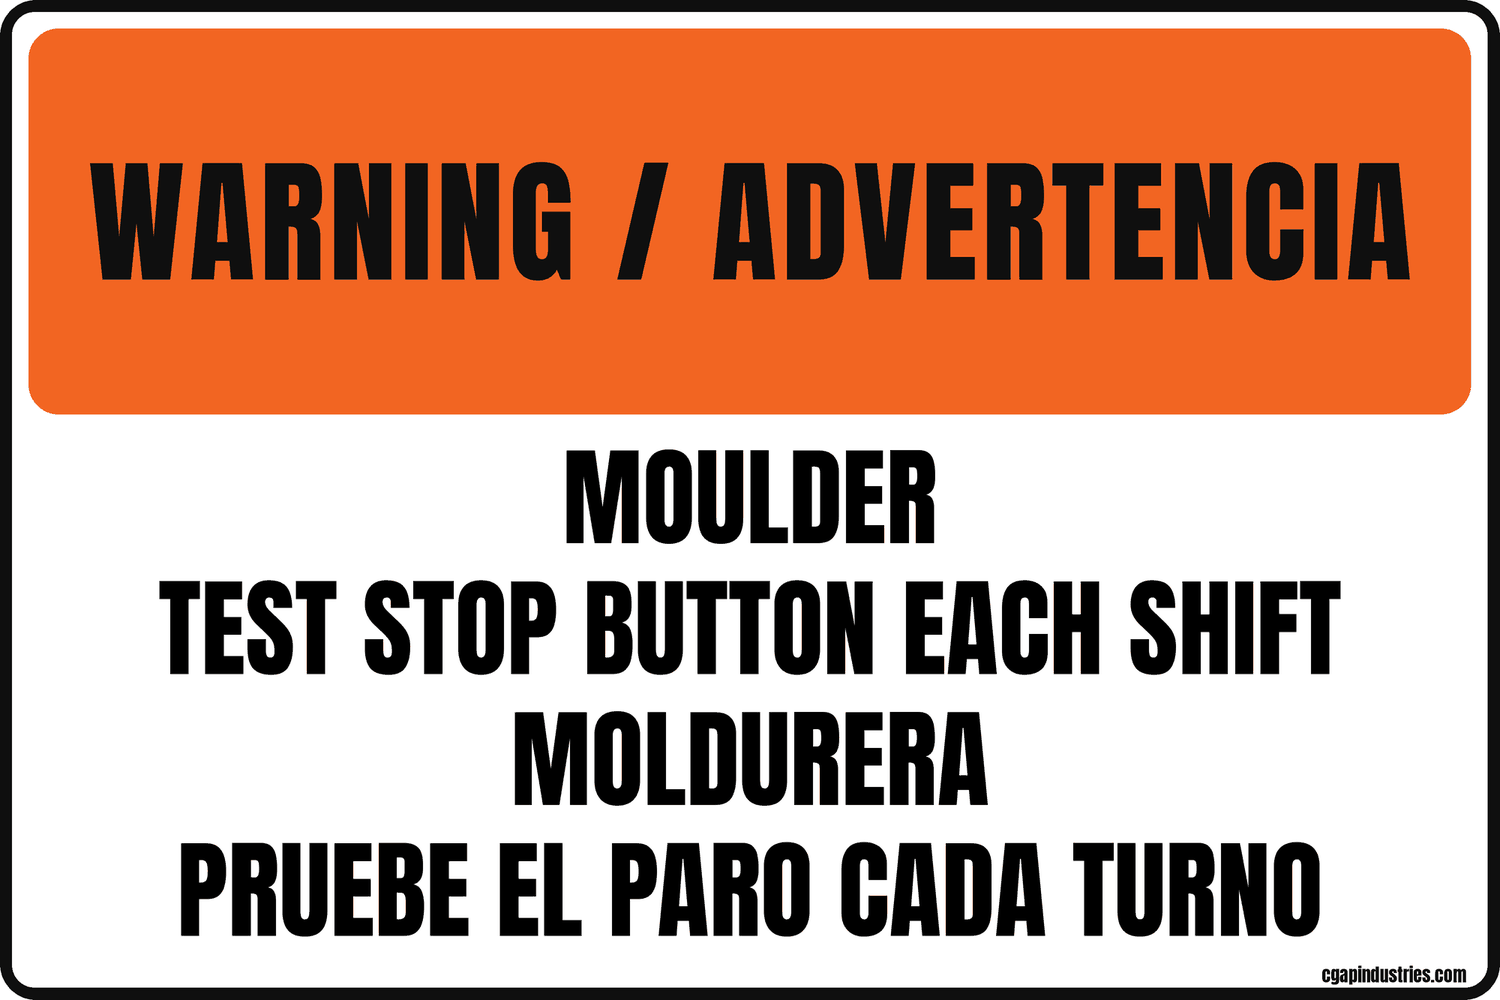 WARNING / ADVERTENCIA
MOULDER
TEST STOP BUTTON EACH SHIFT
MOLDURERA
PRUEBE EL PARO CADA TURNO
cgapindustries.com